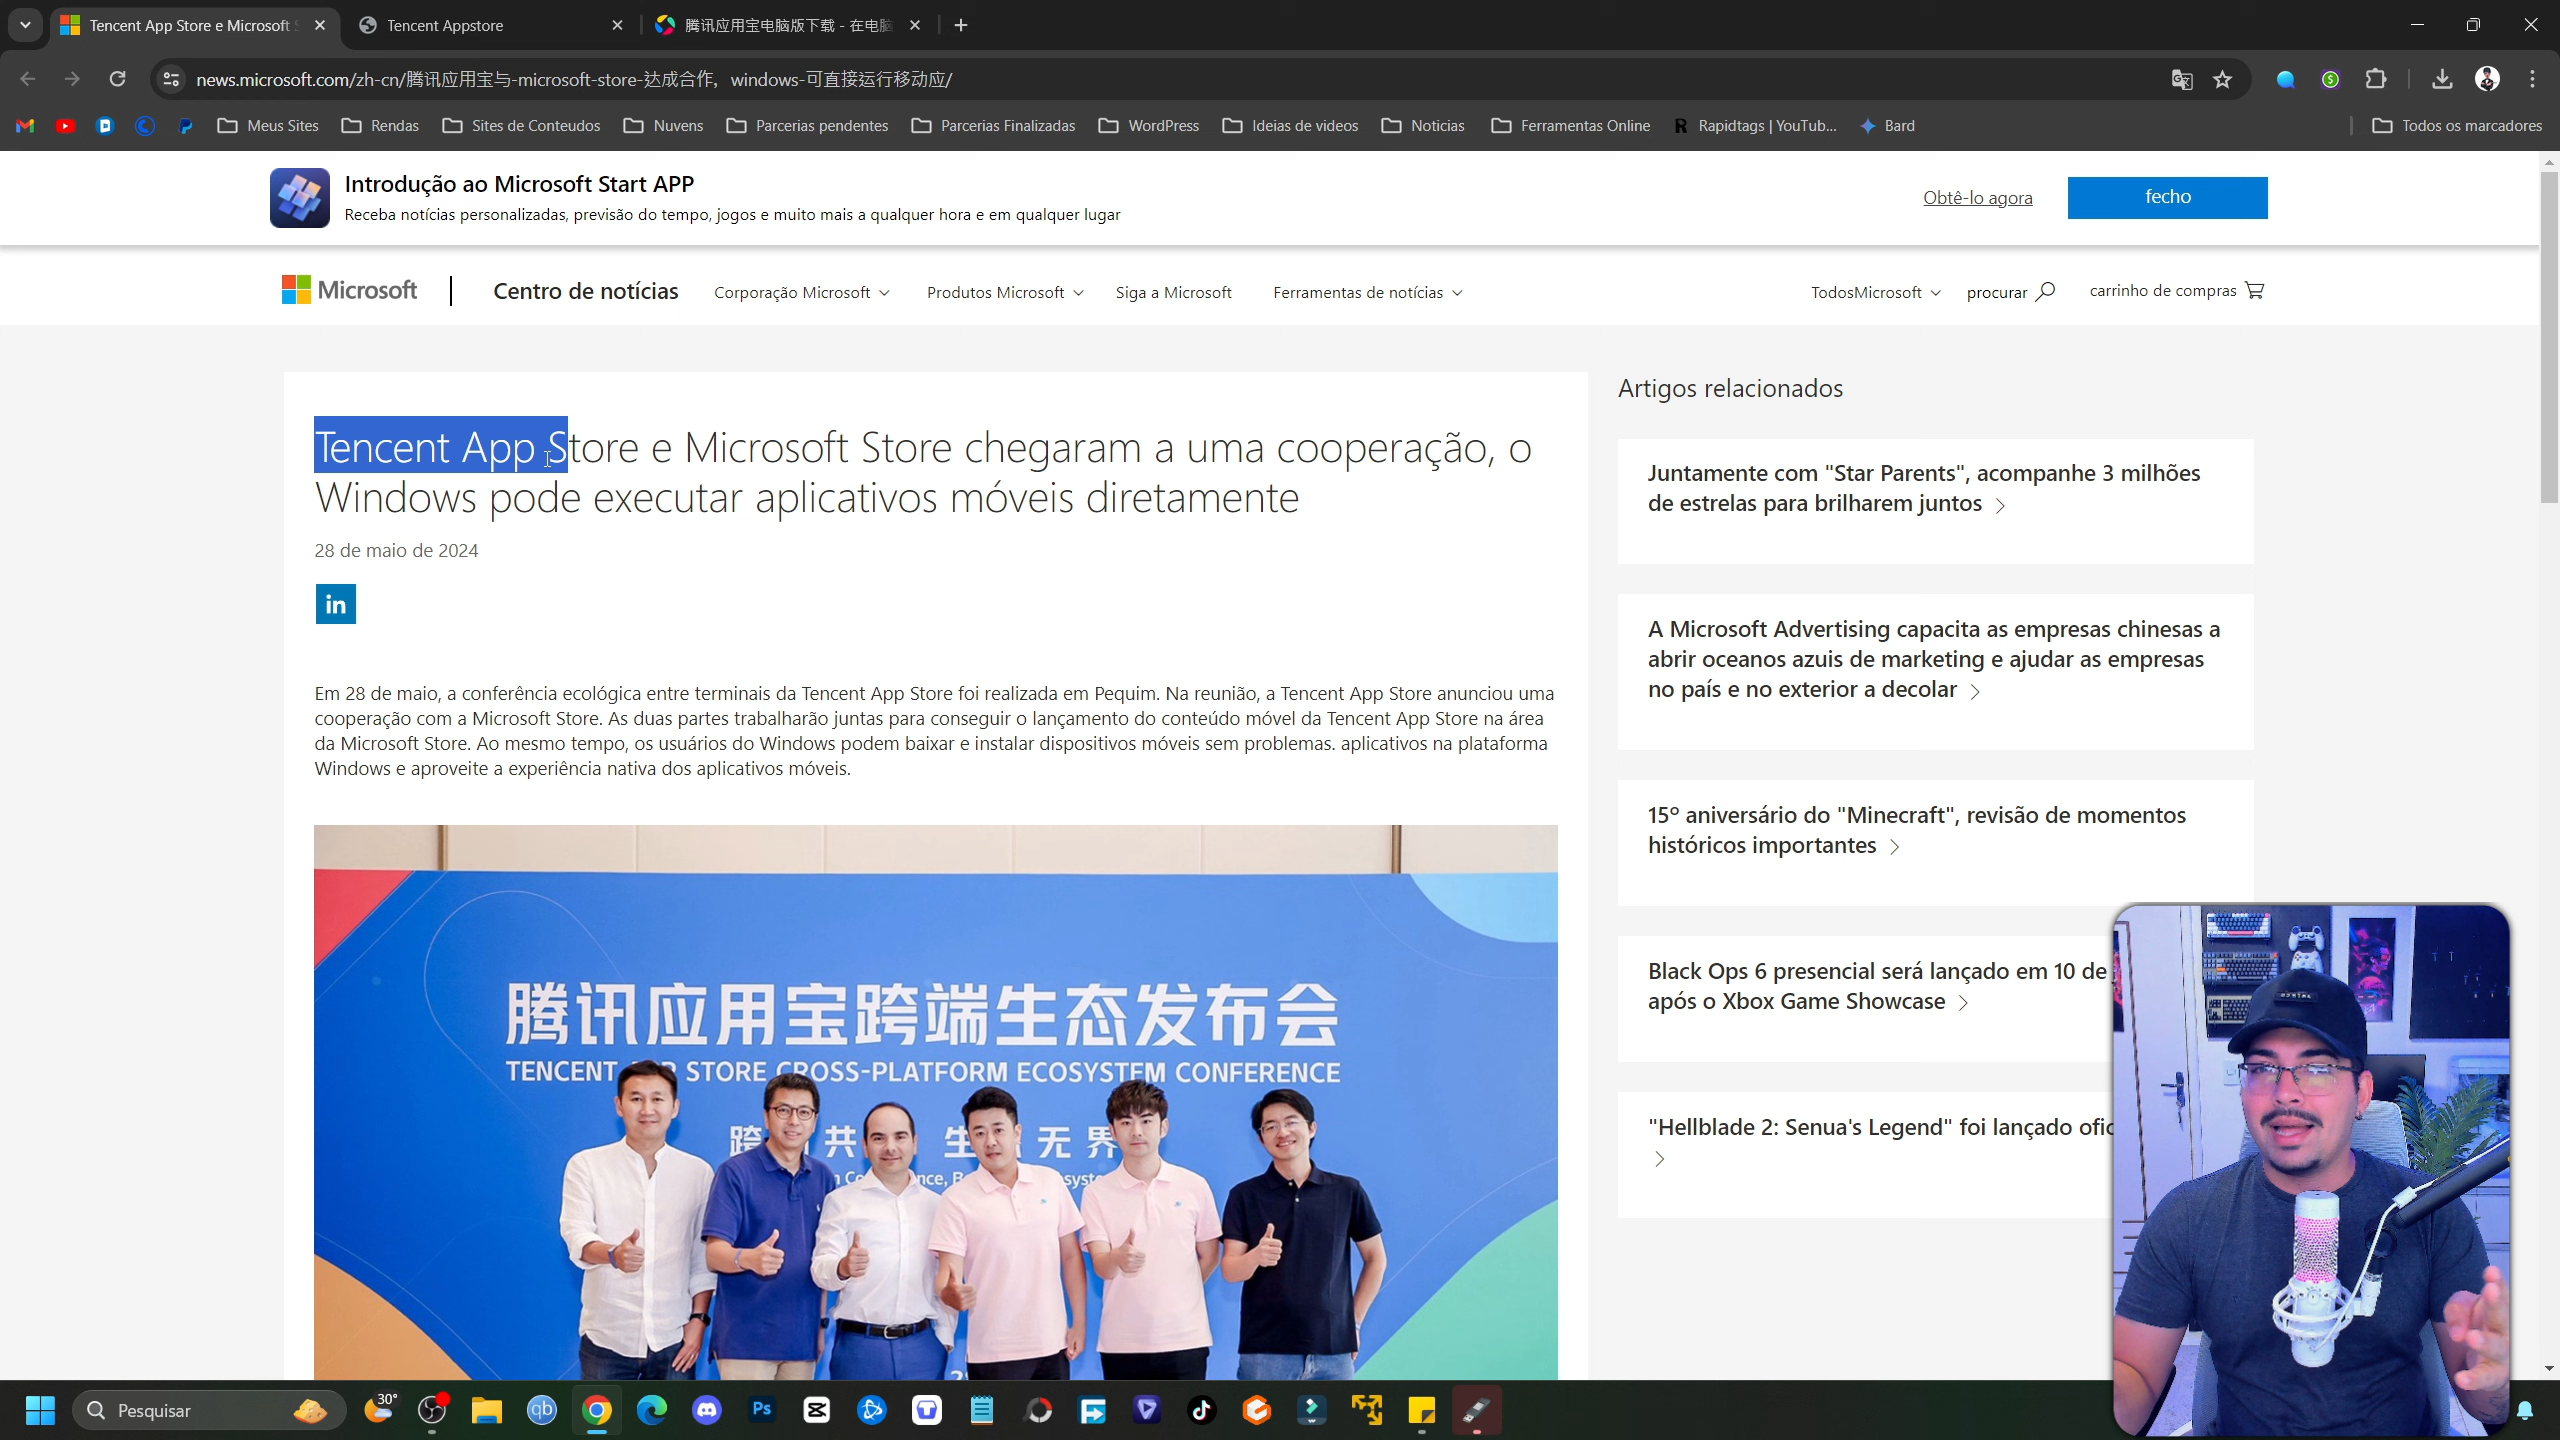 Tencent App Store e Microsoft S
Tencent Appstore
腾讯应用宝电脑版下载 - 在电脑
news.microsoft.com/zh-cn/腾讯应用宝与-microsoft-store-达成合作，windows-可直接运行移动应/
Meus Sites
Rendas
Sites de Conteudos
Nuvens
Parcerias pendentes
Parcerias Finalizadas
WordPress
Ideias de videos
Noticias
Ferramentas Online
Rapidtags | YouTub...
Bard
Todos os marcadores
Introdução ao Microsoft Start APP
Receba notícias personalizadas, previsão do tempo, jogos e muito mais a qualquer hora e em qualquer lugar
Obtê-lo agora
fecho
Microsoft
Centro de notícias
Corporação Microsoft
Produtos Microsoft
Siga a Microsoft
Ferramentas de notícias
TodosMicrosoft
procurar
carrinho de compras
Tencent App Store e Microsoft Store chegaram a uma cooperação, o
Windows pode executar aplicativos móveis diretamente
28 de maio de 2024
in
Em 28 de maio, a conferência ecológica entre terminais da Tencent App Store foi realizada em Pequim. Na reunião, a Tencent App Store anunciou uma
cooperação com a Microsoft Store. As duas partes trabalharão juntas para conseguir o lançamento do conteúdo móvel da Tencent App Store na área
da Microsoft Store. Ao mesmo tempo, os usuários do Windows podem baixar e instalar dispositivos móveis sem problemas. aplicativos na plataforma
Windows e aproveite a experiência nativa dos aplicativos móveis.
腾讯应用宝跨端生态发布会
TENCENT STORE CROSS-PLATFORM ECOSYSTEM CONFERENCE
跨 共 生 无界
Artigos relacionados
Juntamente com "Star Parents", acompanhe 3 milhões
de estrelas para brilharem juntos
A Microsoft Advertising capacita as empresas chinesas a
abrir oceanos azuis de marketing e ajudar as empresas
no país e no exterior a decolar
15º aniversário do "Minecraft", revisão de momentos
históricos importantes
Black Ops 6 presencial será lançado em 10 de
após o Xbox Game Showcase
"Hellblade 2: Senua's Legend" foi lançado ofic
Pesquisar
30°
qb
Ps